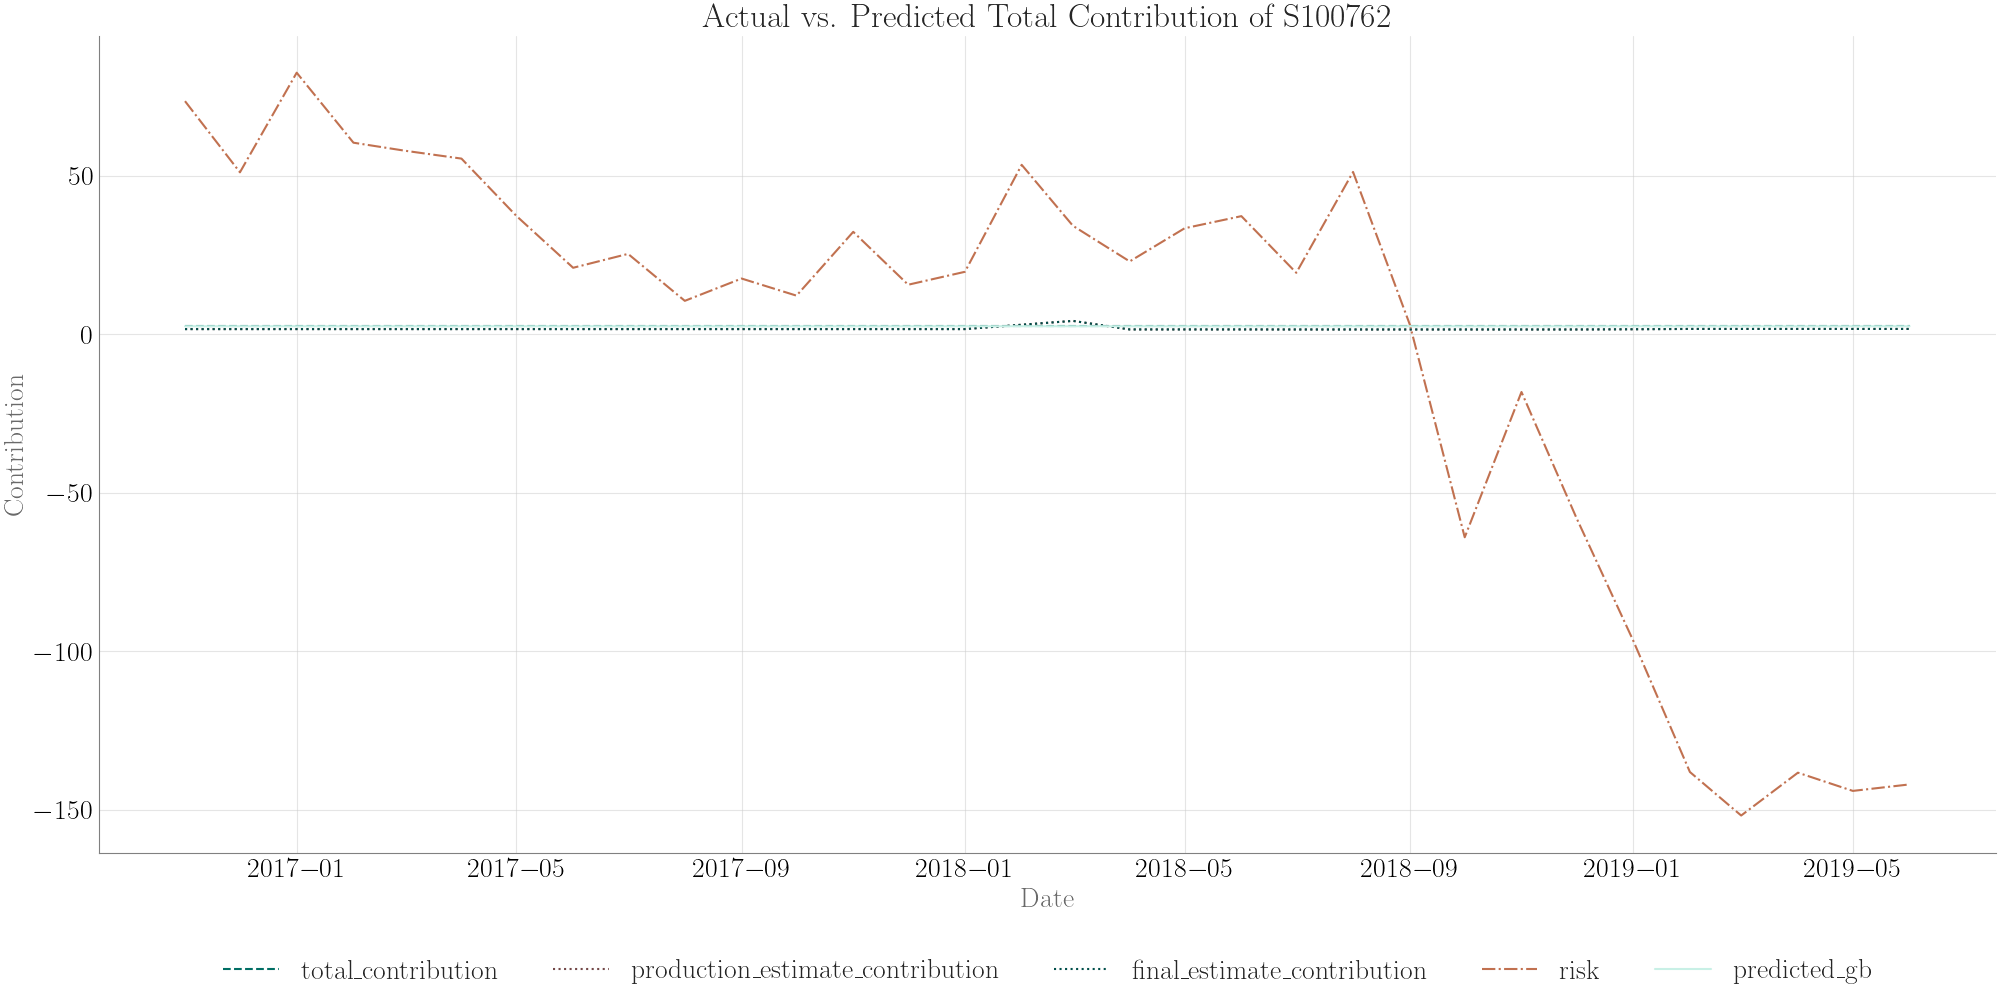 Actual vs. Predicted Total Contribution of S100762
Contribution
50
0
−50
−100
−150
2017−01 2017−05 2017−09 2018−01 2018−05 2018−09 2019−01 2019−05
Date
total_contribution production_estimate_contribution final_estimate_contribution risk predicted_gb